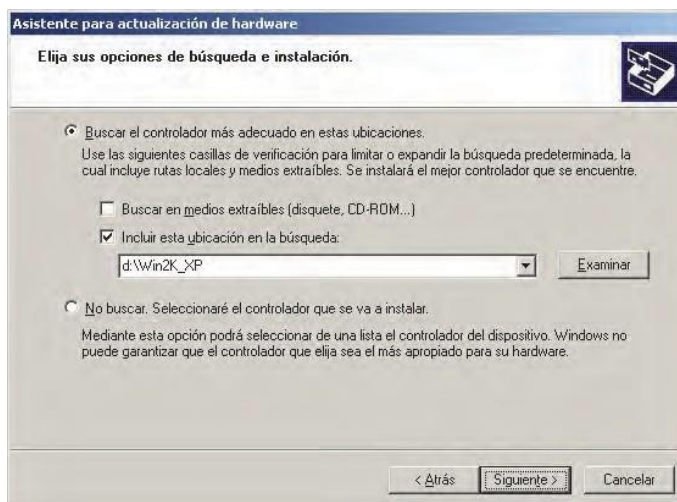 Asistente para actualización de hardware
Elija sus opciones de búsqueda e instalación.
Buscar el controlador más adecuado en estas ubicaciones.
Use las siguientes casillas de verificación para limitar o expandir la búsqueda predeterminada, la
cual incluye rutas locales y medios extraíbles. Se instalará el mejor controlador que se encuentre.
Buscar en medios extraíbles (disquete, CD-ROM...)
Incluir esta ubicación en la búsqueda:
d:\Win2K_XP
Examinar
No buscar. Seleccionaré el controlador que se va a instalar.
Mediante esta opción podrá seleccionar de una lista el controlador del dispositivo. Windows no
puede garantizar que el controlador que elija sea el más apropiado para su hardware.
< Atrás
Siguiente >
Cancelar